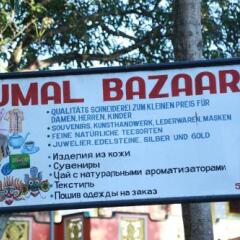 UMAL BAZAAR
• QUALITÄTS SCHNEIDEREI ZUM KLEINEN PREIS FÜR
DAMEN, HERREN, KINDER
• SOUVENIRS, KUNSTHANDWERK, LEDERWAREN, MASKEN
• FEINE NATÜRLICHE TEESORTEN
• JUWELIER, EDELSTEINE, SILBER UND GOLD
• Изделия из кожи
• Сувениры
• Чай с натуральными ароматизаторами
• Текстиль
• Пошив одежды на заказ